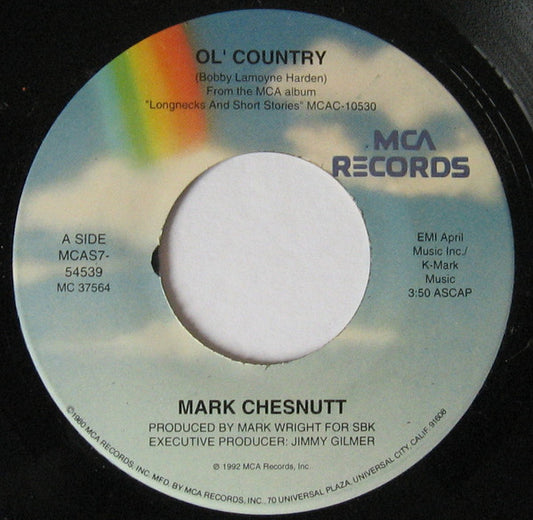 OL' COUNTRY
(Bobby Lamoyne Harden)
From the MCA album
"Longnecks And Short Stories" MCAC-10530
MCA
RECORDS
A SIDE
MCAS7-
54539
MC 37564
EMI April
Music Inc./
K-Mark
Music
3:50 ASCAP
MARK CHESNUTT
PRODUCED BY MARK WRIGHT FOR SBK
EXECUTIVE PRODUCER: JIMMY GILMER
℗ 1992 MCA Records, Inc.
©1980 MCA RECORDS, INC. MFD. BY MCA RECORDS, INC., 70 UNIVERSAL PLAZA, UNIVERSAL CITY, CALIF. 91608